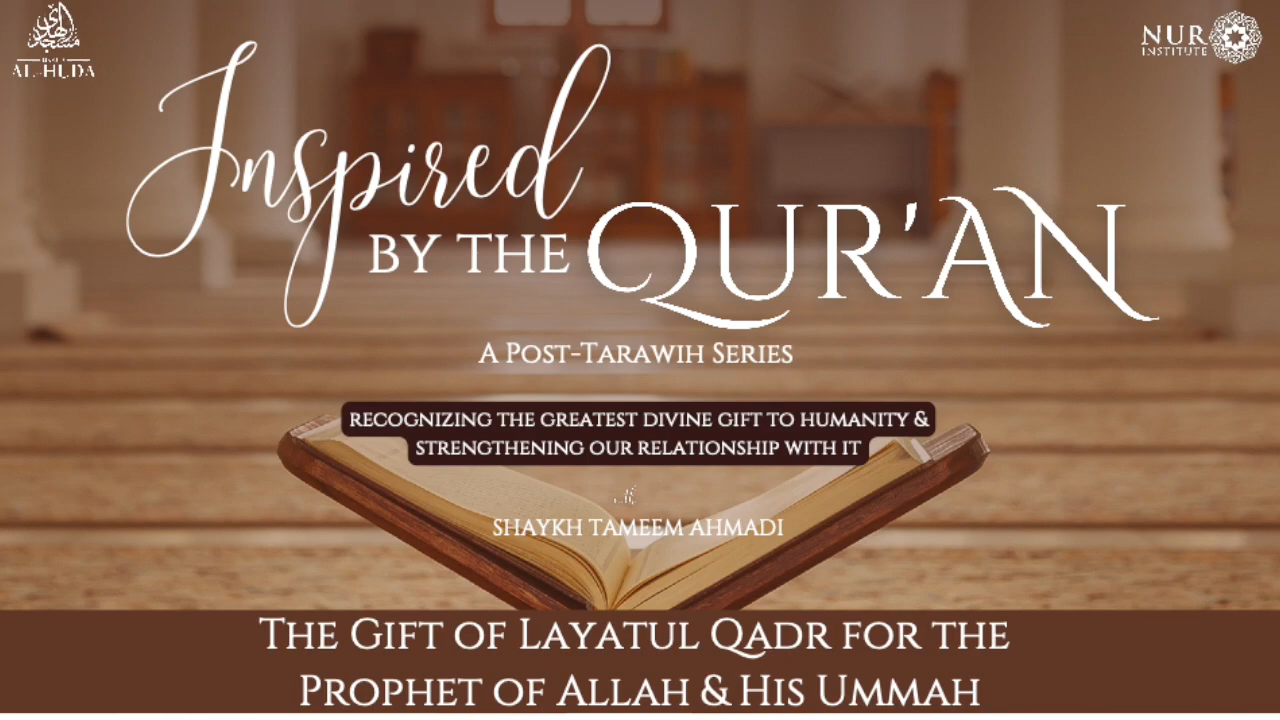 AL-HUDA
NUR
INSTITUTE
Inspired
BY THE QUR'AN
A POST-TARAWIH SERIES
RECOGNIZING THE GREATEST DIVINE GIFT TO HUMANITY &
STRENGTHENING OUR RELATIONSHIP WITH IT
SHAYKH TAMEEM AHMADI
THE GIFT OF LAYATUL QADR FOR THE
PROPHET OF ALLAH & HIS UMMAH